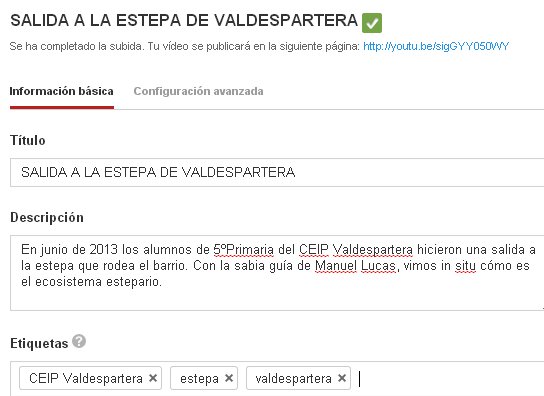 SALIDA A LA ESTEPA DE VALDESPARTERA
Se ha completado la subida. Tu vídeo se publicará en la siguiente página: http://youtu.be/sigGYY050WY
Información básica Configuración avanzada
Título
SALIDA A LA ESTEPA DE VALDESPARTERA
Descripción
En junio de 2013 los alumnos de 5ºPrimaria del CEIP Valdespartera hicieron una salida a
la estepa que rodea el barrio. Con la sabia guía de Manuel Lucas, vimos in situ cómo es
el ecosistema estepario.
Etiquetas ?
CEIP Valdespartera × estepa × valdespartera ×